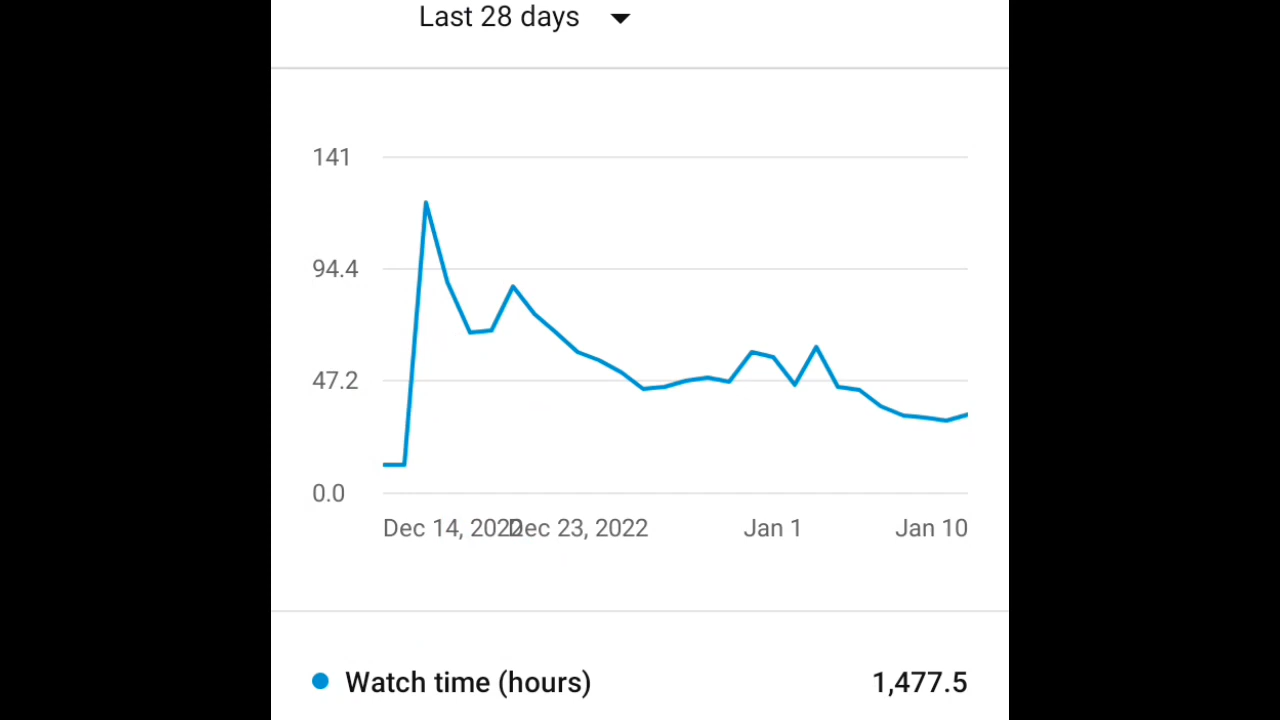 Last 28 days
141
94.4
47.2
0.0
Dec 14, 2022 Dec 23, 2022 Jan 1 Jan 10
Watch time (hours) 1,477.5